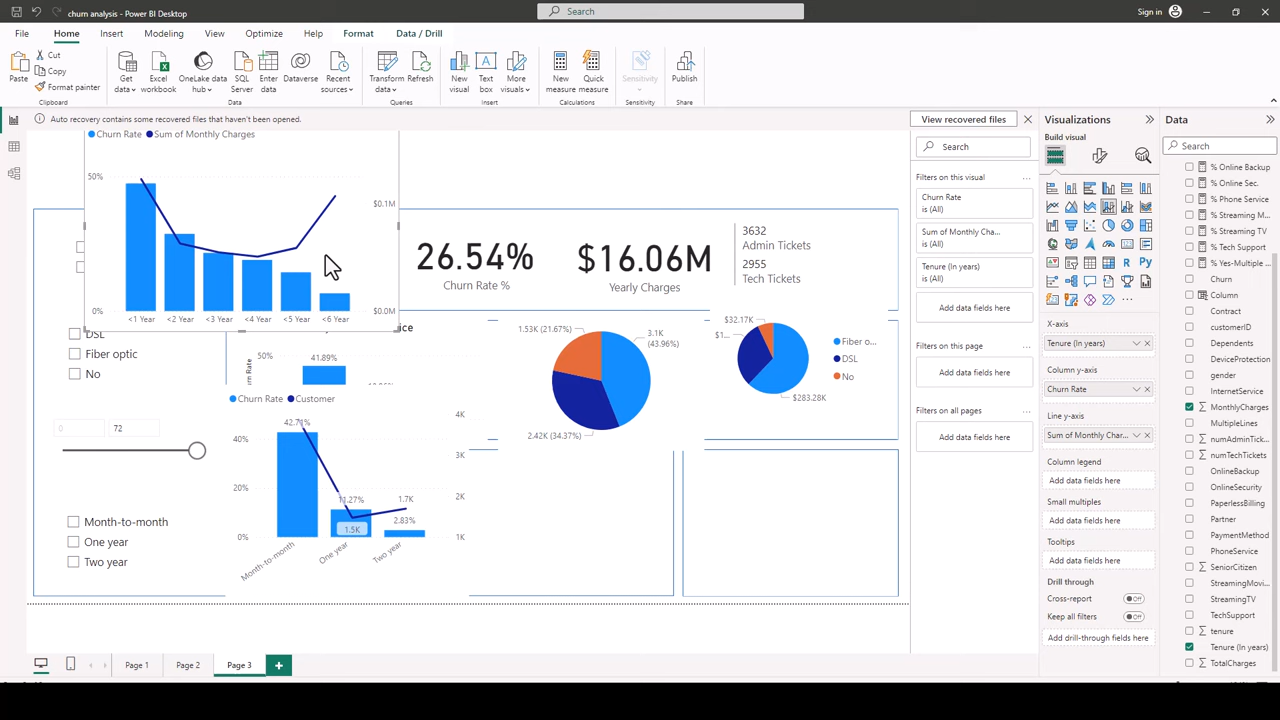 churn analysis - Power BI Desktop
Search
Sign in
File Home Insert Modeling View Optimize Help Format Data / Drill
Paste
Cut
Copy
Format painter
Get data
Excel workbook
OneLake data hub
SQL Server
Enter data
Dataverse
Recent sources
Transform data
Refresh
New visual
Text box
More visuals
New measure
Quick measure
Sensitivity
Publish
Clipboard
Data
Queries
Insert
Calculations
Sensitivity
Share
Auto recovery contains some recovered files that haven't been opened.
View recovered files
Churn Rate Sum of Monthly Charges
50%
0%
$0.1M
$0.0M
<1 Year <2 Year <3 Year <4 Year <5 Year <6 Year
26.54%
Churn Rate %
$16.06M
Yearly Charges
3632
Admin Tickets
2955
Tech Tickets
DSL
Fiber optic
No
0 72
Month-to-month
One year
Two year
50%
41.89%
Churn Rate Customer
42.71%
40%
20%
0%
11.27%
1.5K
1.7K
2.83%
4K
3K
2K
1K
Month-to-month
One year
Two year
1.53K (21.67%)
3.1K
(43.96%)
2.42K (34.37%)
$32.17K
$1...
$283.28K
Fiber o...
DSL
No
Search
Filters on this visual ...
Churn Rate
is (All)
Sum of Monthly Cha...
is (All)
Tenure (In years)
is (All)
Add data fields here
Filters on this page ...
Add data fields here
Filters on all pages ...
Add data fields here
Visualizations
Build visual
X-axis
Tenure (In years)
Column y-axis
Churn Rate
Line y-axis
Sum of Monthly Char...
Column legend
Add data fields here
Small multiples
Add data fields here
Tooltips
Add data fields here
Drill through
Cross-report Off
Keep all filters Off
Add drill-through fields here
Data
Search
% Online Backup
% Online Sec.
% Phone Service
% Streaming M...
% Streaming TV
% Tech Support
% Yes-Multiple ...
Churn
Column
Contract
customerID
Dependents
DeviceProtection
gender
InternetService
MonthlyCharges
MultipleLines
numAdminTick...
numTechTickets
OnlineBackup
OnlineSecurity
PaperlessBilling
Partner
PaymentMethod
PhoneService
SeniorCitizen
StreamingMovi...
StreamingTV
TechSupport
tenure
Tenure (In years)
TotalCharges
Page 1 Page 2 Page 3